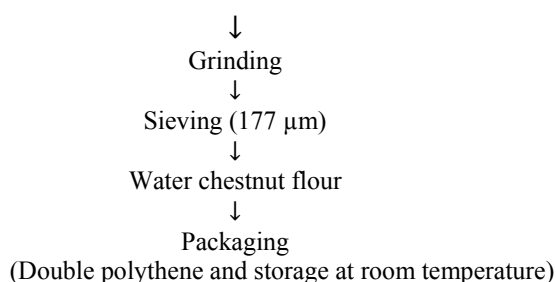 ↓
Grinding
↓
Sieving (177 µm)
↓
Water chestnut flour
↓
Packaging
(Double polythene and storage at room temperature)